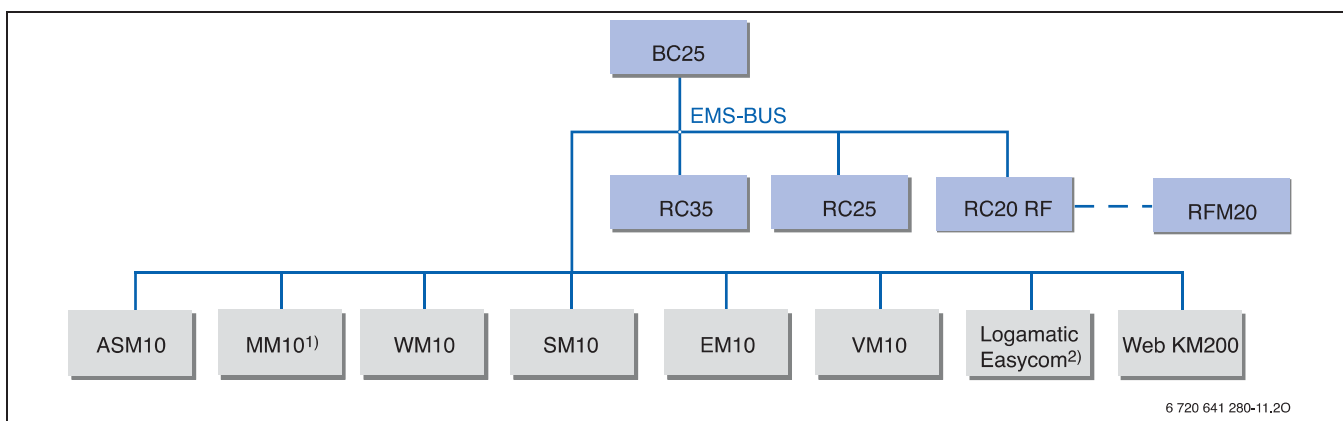 BC25
EMS-BUS
RC35
RC25
RC20 RF
RFM20
ASM10
MM10¹⁾
WM10
SM10
EM10
VM10
Logamatic
Easycom²⁾
Web KM200
6 720 641 280-11.2O